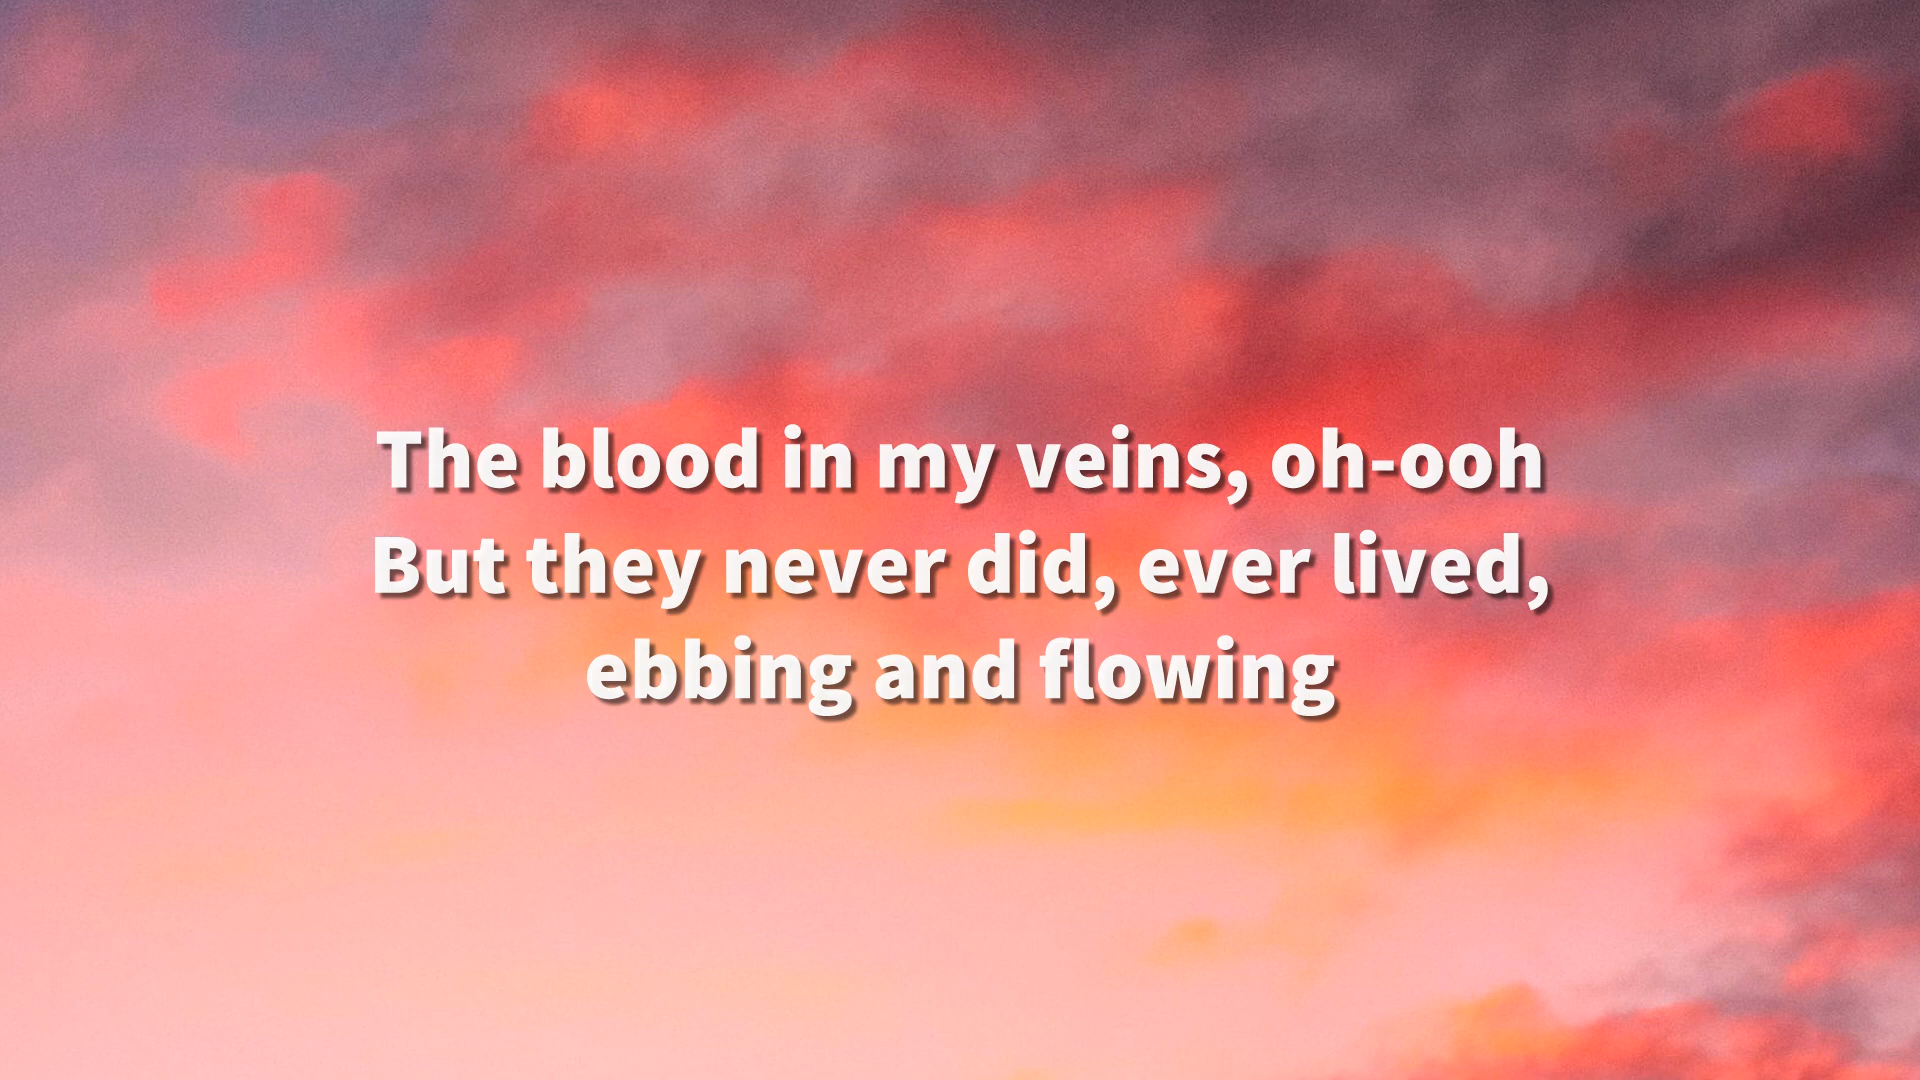 The blood in my veins, oh-ooh
But they never did, ever lived,
ebbing and flowing